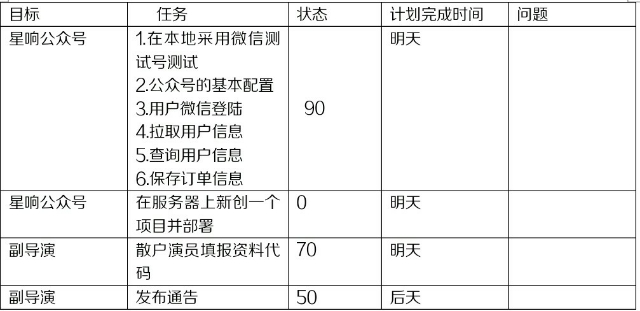 目标 任务 状态 计划完成时间 问题
星响公众号 1.在本地采用微信测 明天
试号测试
2.公众号的基本配置
3.用户微信登陆 90
4.拉取用户信息
5.查询用户信息
6.保存订单信息
星响公众号 在服务器上新创一个 0 明天
项目并部署
副导演 散户演员填报资料代 70 明天
码
副导演 发布通告 50 后天